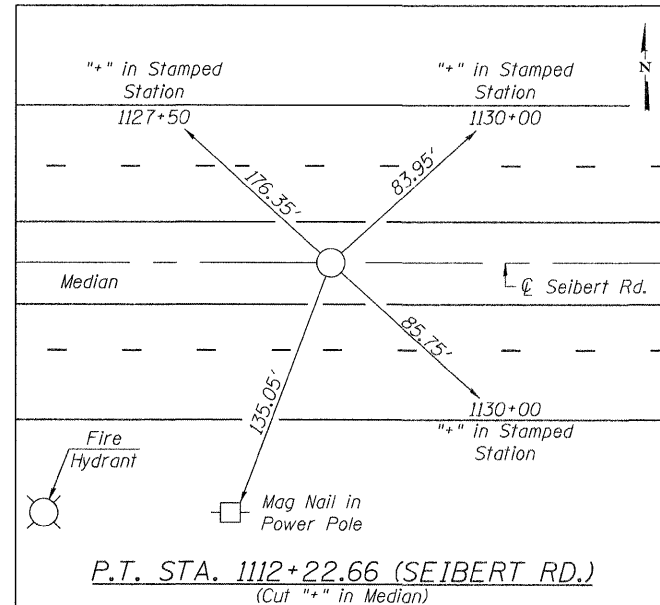 "+" in Stamped
Station
1127+50
"+" in Stamped
Station
1130+00
N
176.35'
83.95'
Median
℄ Seibert Rd.
135.05'
85.75'
1130+00
"+" in Stamped
Station
Fire
Hydrant
Mag Nail in
Power Pole
P.T. STA. 1112+22.66 (SEIBERT RD.)
(Cut "+" in Median)